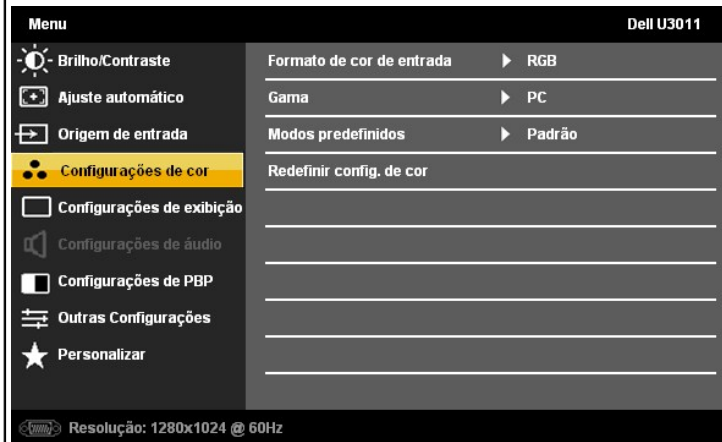 Menu Dell U3011
Brilho/Contraste Formato de cor de entrada RGB
Ajuste automático Gama PC
Origem de entrada Modos predefinidos Padrão
Configurações de cor Redefinir config. de cor
Configurações de exibição
Configurações de áudio
Configurações de PBP
Outras Configurações
Personalizar
Resolução: 1280x1024 @ 60Hz